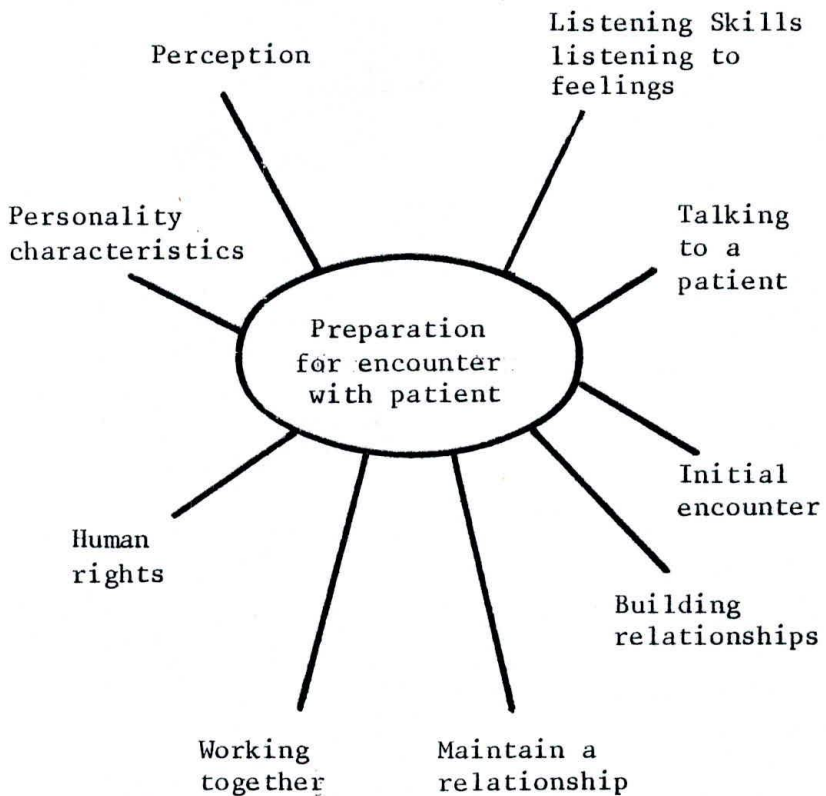 Perception
Listening Skills
listening to
feelings
Personality
characteristics
Talking
to a
patient
Preparation
for encounter
with patient
Initial
encounter
Human
rights
Building
relationships
Working
together
Maintain a
relationship